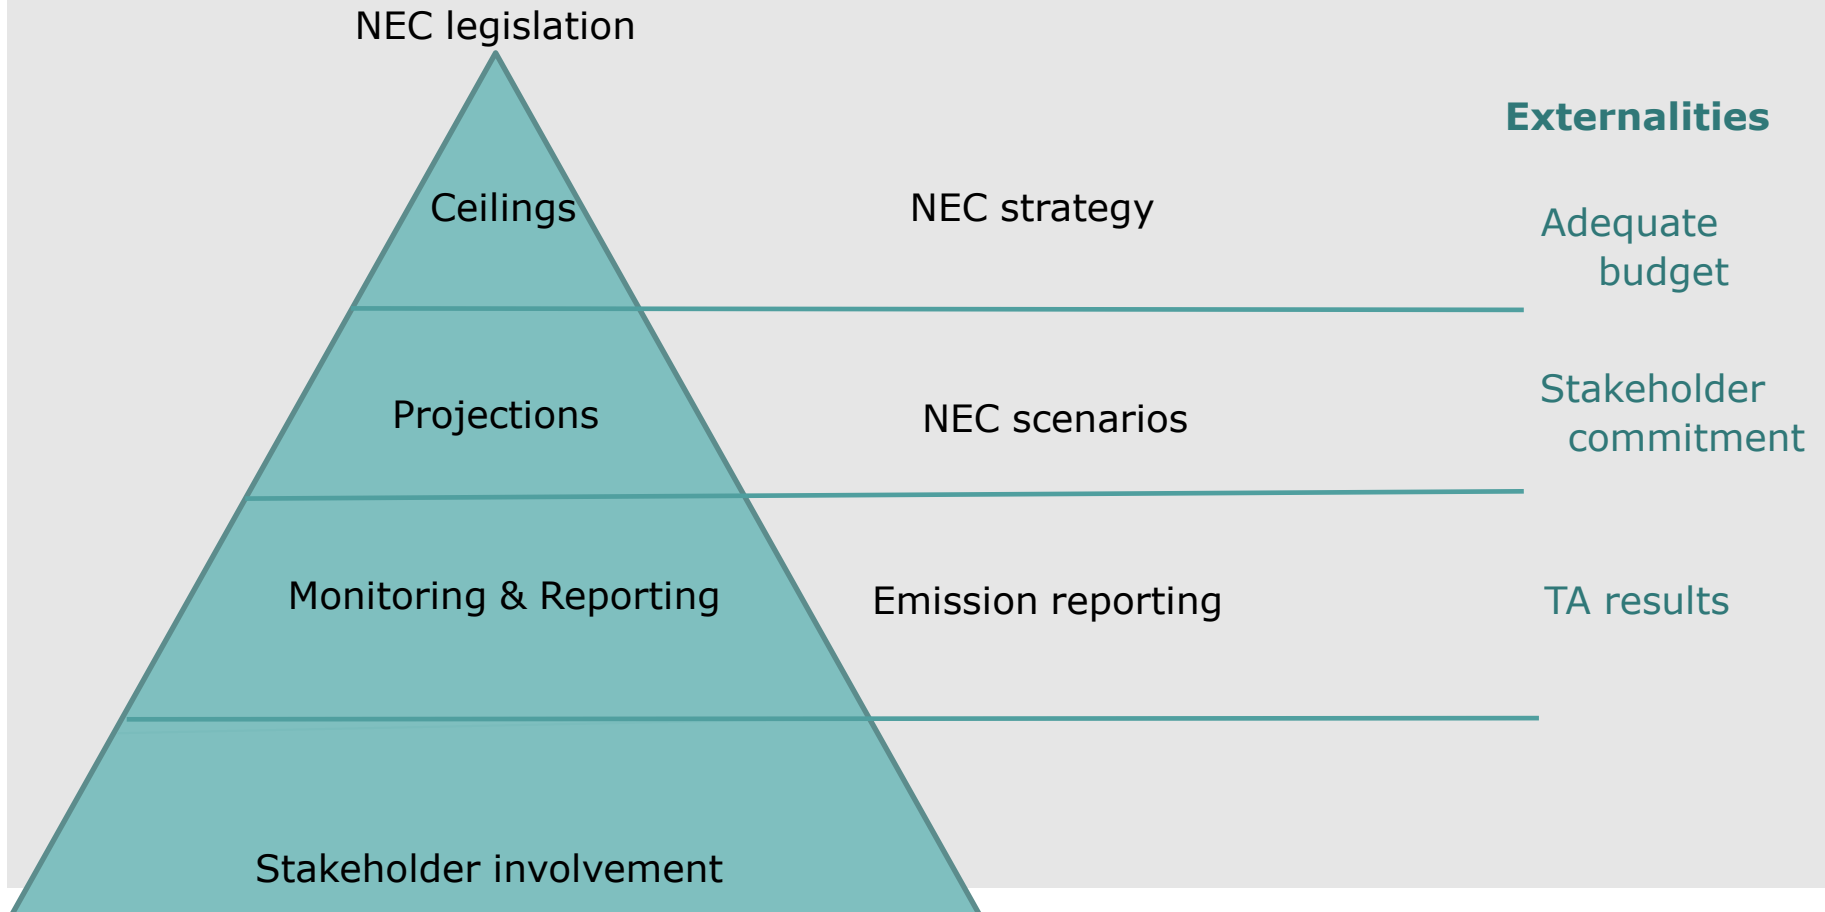 NEC legislation
Externalities
Ceilings
NEC strategy
Adequate
budget
Projections
NEC scenarios
Stakeholder
commitment
Monitoring & Reporting
Emission reporting
TA results
Stakeholder involvement